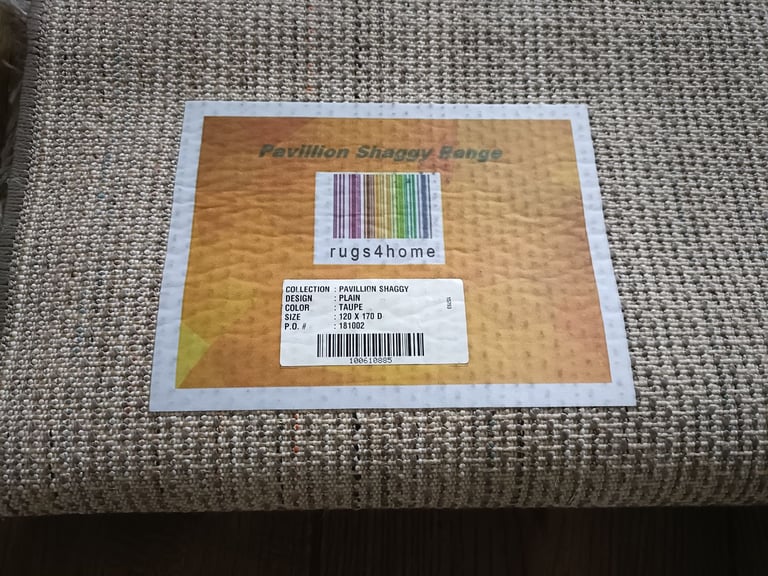 Pavillion Shaggy Range
rugs4home
COLLECTION : PAVILLION SHAGGY
DESIGN : PLAIN
COLOR : TAUPE
SIZE : 120 X 170 D
P.O. # : 181002
100610885